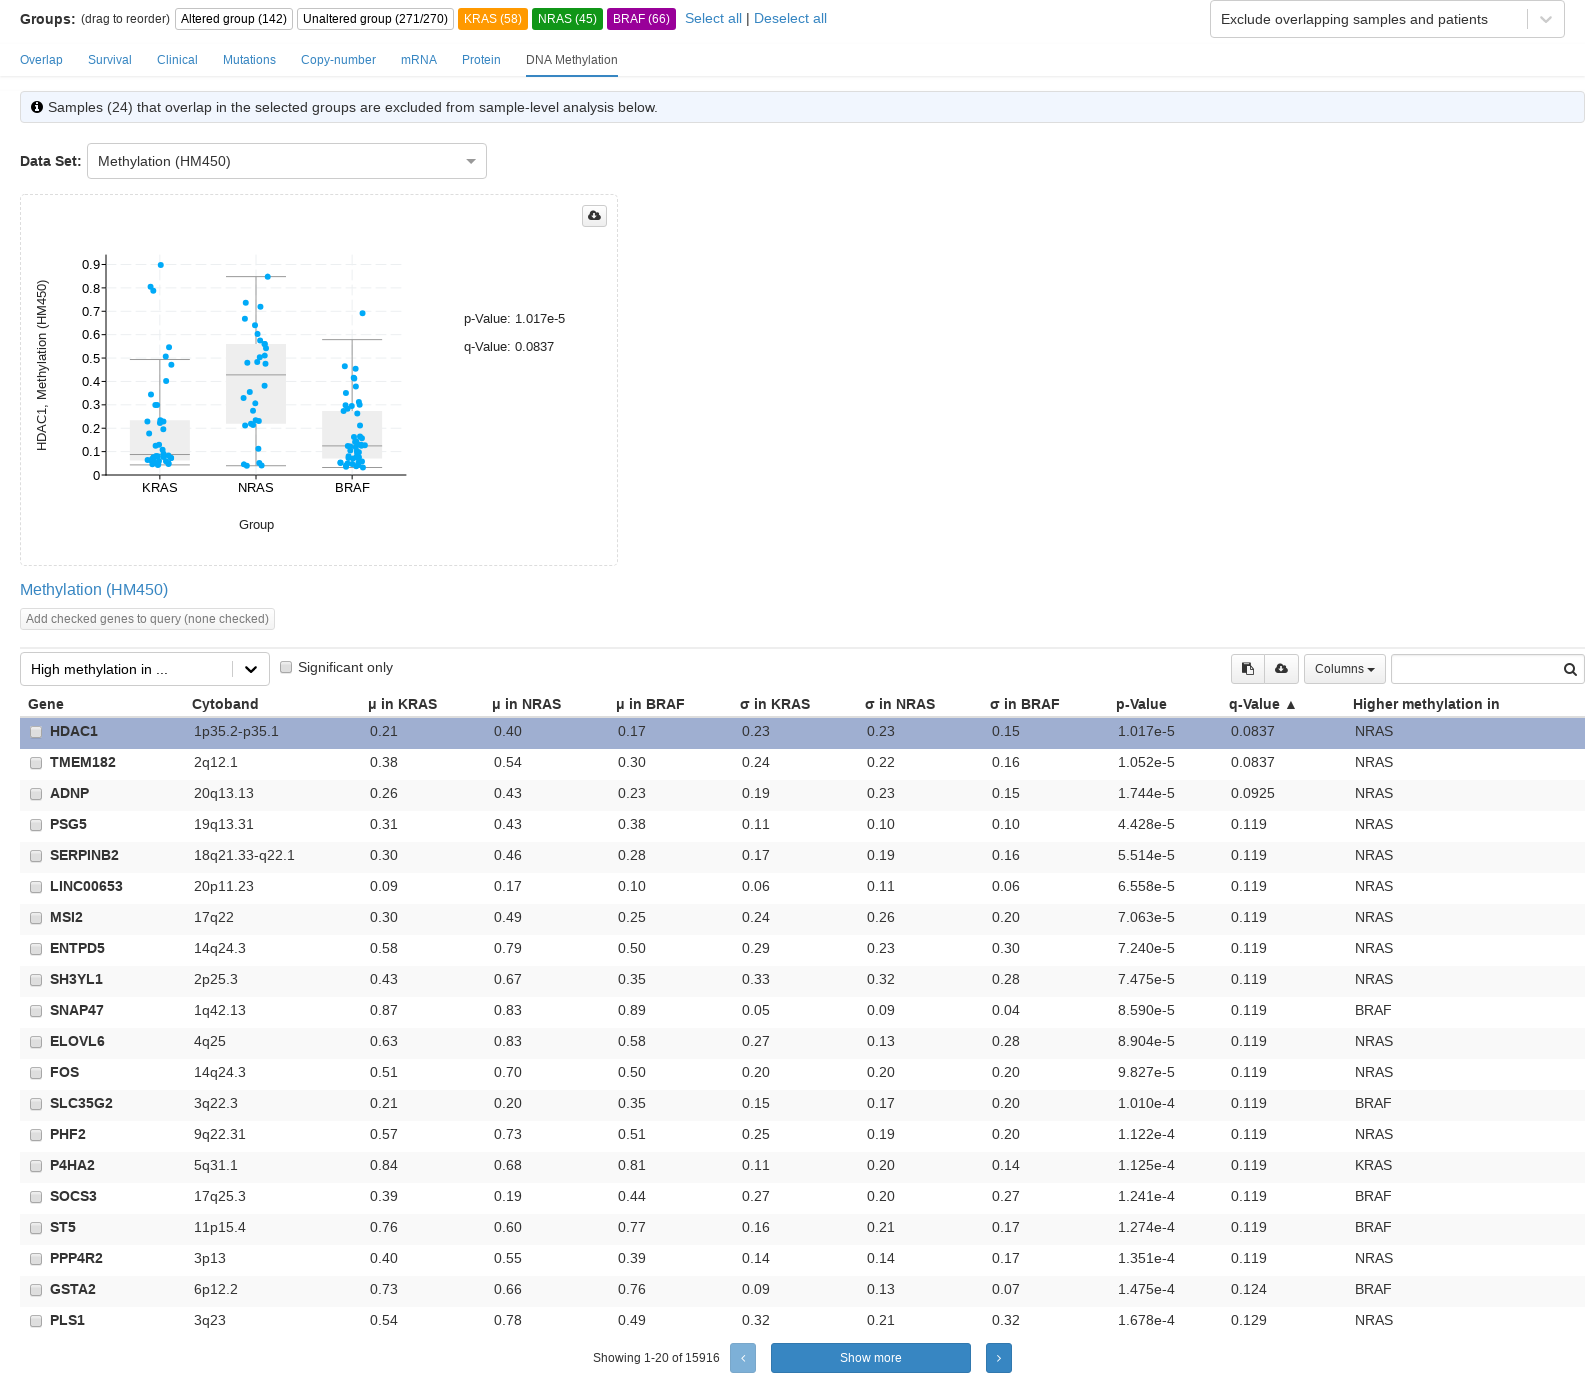 Groups: (drag to reorder) Altered group (142) Unaltered group (271/270) KRAS (58) NRAS (45) BRAF (66) Select all | Deselect all Exclude overlapping samples and patients
Overlap Survival Clinical Mutations Copy-number mRNA Protein DNA Methylation
Samples (24) that overlap in the selected groups are excluded from sample-level analysis below.
Data Set: Methylation (HM450)
HDAC1, Methylation (HM450)
0.9
0.8
0.7
0.6
0.5
0.4
0.3
0.2
0.1
0
KRAS NRAS BRAF
Group
p-Value: 1.017e-5
q-Value: 0.0837
Methylation (HM450)
Add checked genes to query (none checked)
High methylation in ... Significant only Columns
Gene Cytoband μ in KRAS μ in NRAS μ in BRAF σ in KRAS σ in NRAS σ in BRAF p-Value q-Value ▲ Higher methylation in
HDAC1 1p35.2-p35.1 0.21 0.40 0.17 0.23 0.23 0.15 1.017e-5 0.0837 NRAS
TMEM182 2q12.1 0.38 0.54 0.30 0.24 0.22 0.16 1.052e-5 0.0837 NRAS
ADNP 20q13.13 0.26 0.43 0.23 0.19 0.23 0.15 1.744e-5 0.0925 NRAS
PSG5 19q13.31 0.31 0.43 0.38 0.11 0.10 0.10 4.428e-5 0.119 NRAS
SERPINB2 18q21.33-q22.1 0.30 0.46 0.28 0.17 0.19 0.16 5.514e-5 0.119 NRAS
LINC00653 20p11.23 0.09 0.17 0.10 0.06 0.11 0.06 6.558e-5 0.119 NRAS
MSI2 17q22 0.30 0.49 0.25 0.24 0.26 0.20 7.063e-5 0.119 NRAS
ENTPD5 14q24.3 0.58 0.79 0.50 0.29 0.23 0.30 7.240e-5 0.119 NRAS
SH3YL1 2p25.3 0.43 0.67 0.35 0.33 0.32 0.28 7.475e-5 0.119 NRAS
SNAP47 1q42.13 0.87 0.83 0.89 0.05 0.09 0.04 8.590e-5 0.119 BRAF
ELOVL6 4q25 0.63 0.83 0.58 0.27 0.13 0.28 8.904e-5 0.119 NRAS
FOS 14q24.3 0.51 0.70 0.50 0.20 0.20 0.20 9.827e-5 0.119 NRAS
SLC35G2 3q22.3 0.21 0.20 0.35 0.15 0.17 0.20 1.010e-4 0.119 BRAF
PHF2 9q22.31 0.57 0.73 0.51 0.25 0.19 0.20 1.122e-4 0.119 NRAS
P4HA2 5q31.1 0.84 0.68 0.81 0.11 0.20 0.14 1.125e-4 0.119 KRAS
SOCS3 17q25.3 0.39 0.19 0.44 0.27 0.20 0.27 1.241e-4 0.119 BRAF
ST5 11p15.4 0.76 0.60 0.77 0.16 0.21 0.17 1.274e-4 0.119 BRAF
PPP4R2 3p13 0.40 0.55 0.39 0.14 0.14 0.17 1.351e-4 0.119 NRAS
GSTA2 6p12.2 0.73 0.66 0.76 0.09 0.13 0.07 1.475e-4 0.124 BRAF
PLS1 3q23 0.54 0.78 0.49 0.32 0.21 0.32 1.678e-4 0.129 NRAS
Showing 1-20 of 15916 Show more